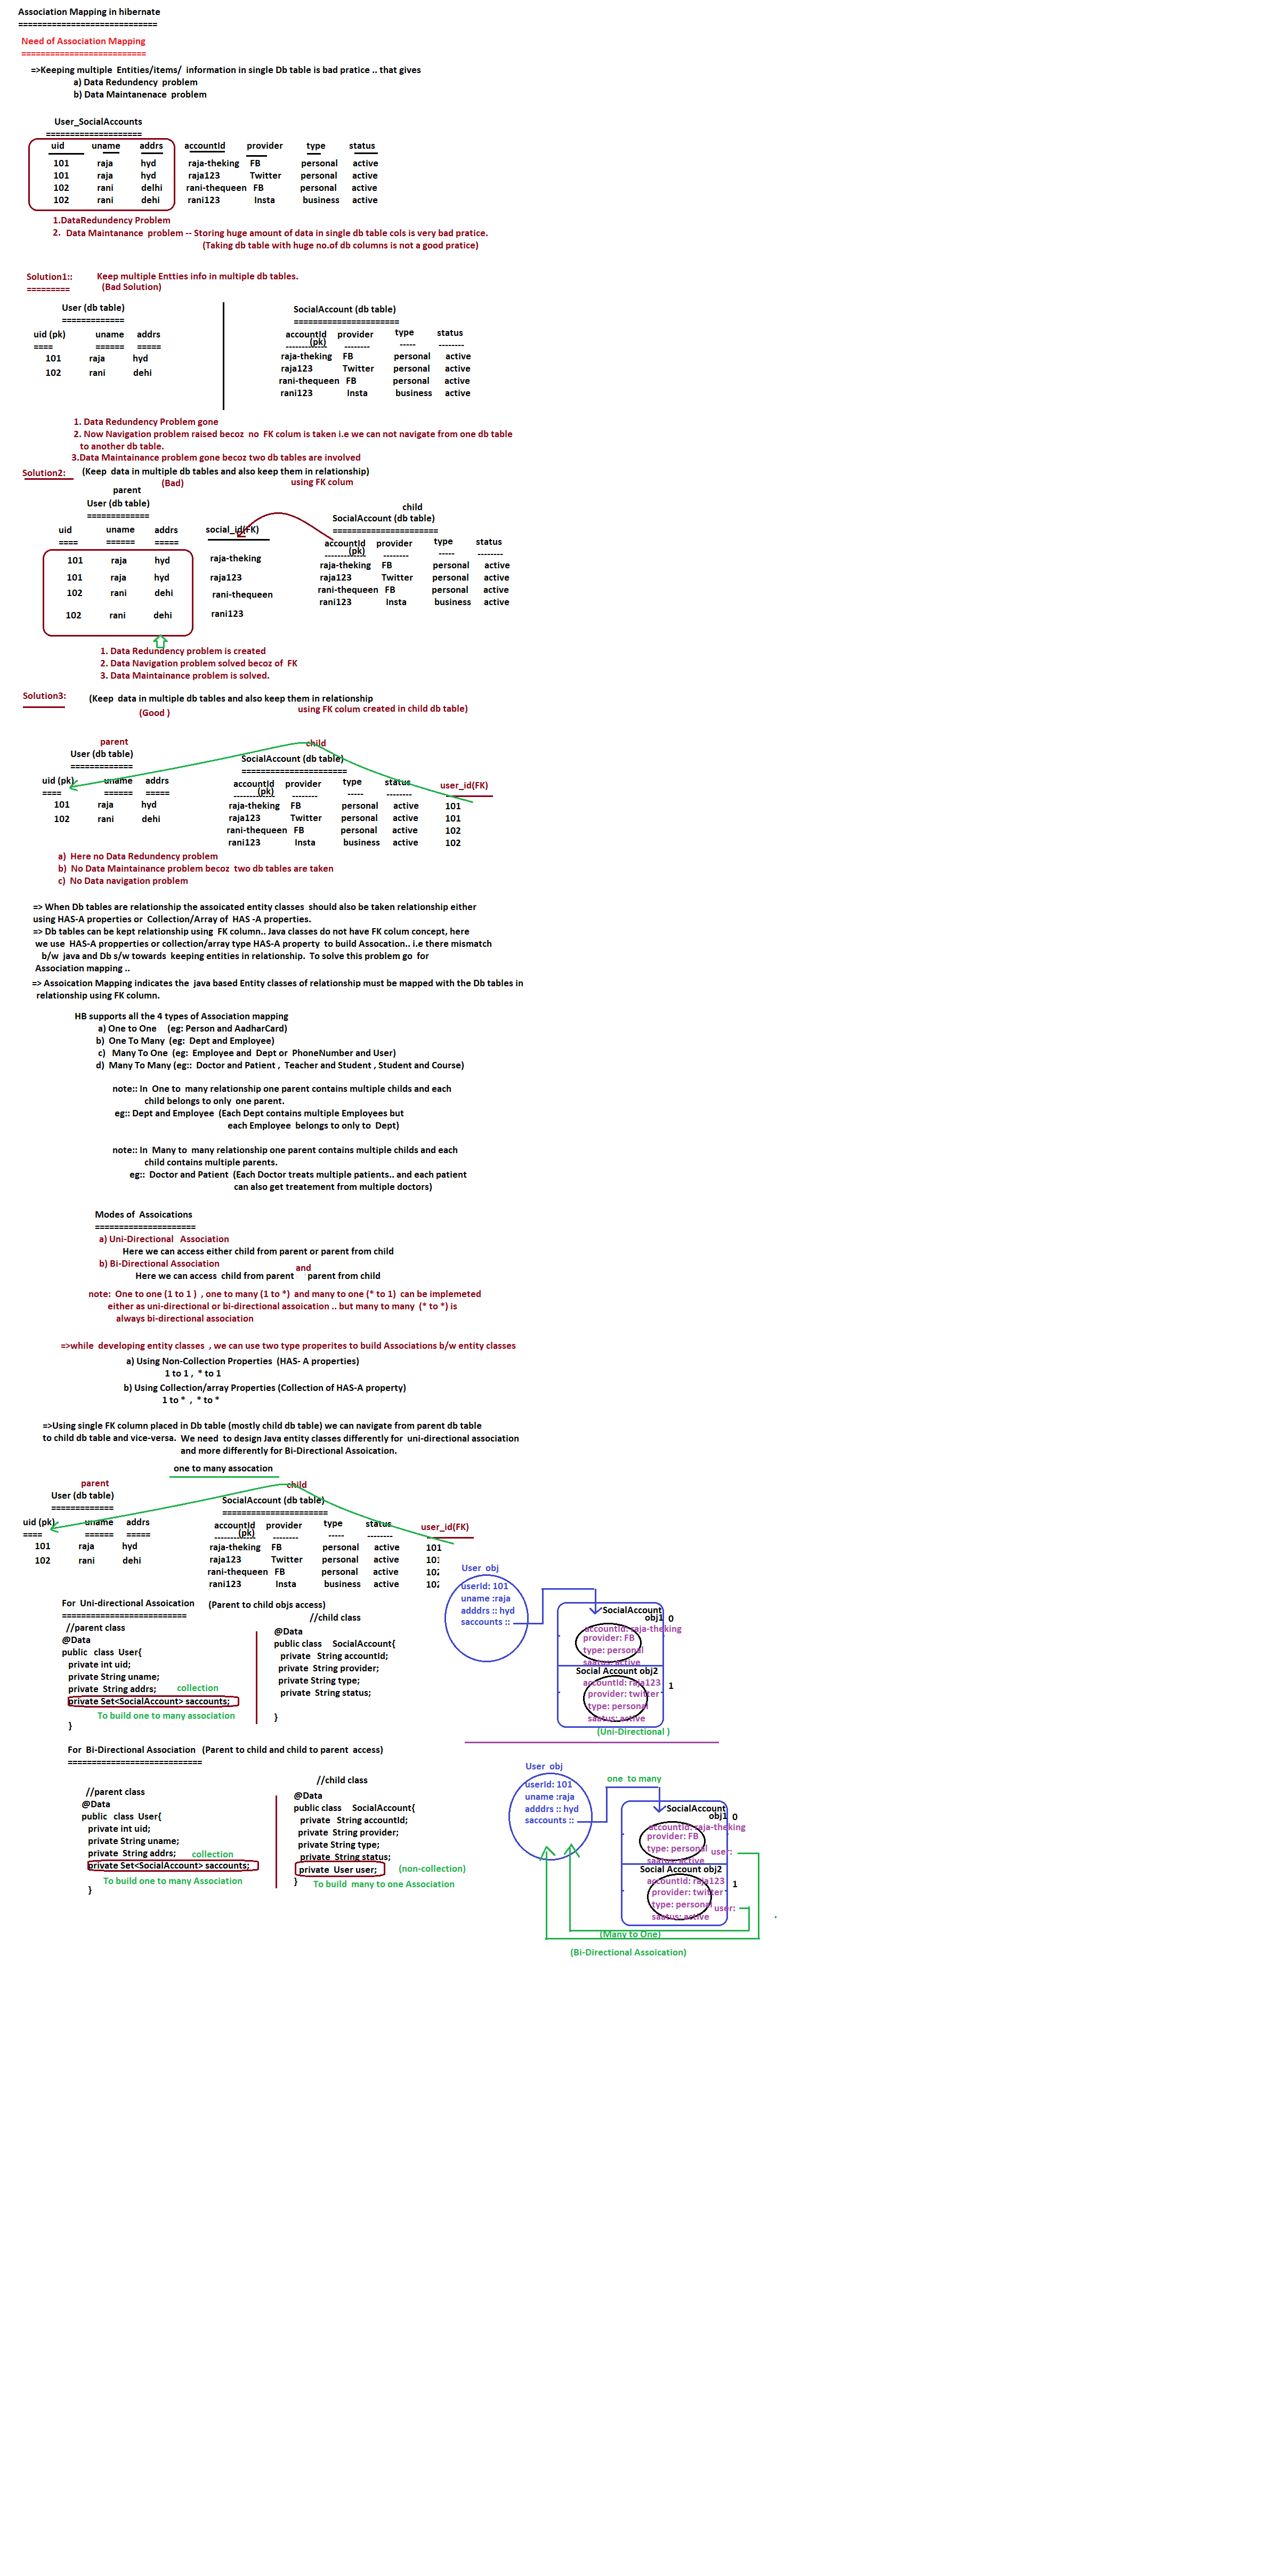 Association Mapping in hibernate
=============================
Need of Association Mapping
==========================
=>Keeping multiple Entities/items/ information in single Db table is bad pratice .. that gives
a) Data Redundency problem
b) Data Maintanenace problem
User_SocialAccounts
====================
uid uname addrs accountId provider type status
101 raja hyd raja-theking FB personal active
101 raja hyd raja123 Twitter personal active
102 rani delhi rani-thequeen FB personal active
102 rani dehi rani123 Insta business active
1.DataRedundency Problem
2. Data Maintanance problem -- Storing huge amount of data in single db table cols is very bad pratice.
(Taking db table with huge no.of db columns is not a good pratice)
Solution1:: Keep multiple Entties info in multiple db tables.
========= (Bad Solution)
User (db table) SocialAccount (db table)
============= ======================
uid (pk) uname addrs accountId (pk) provider type status
==== ====== ===== ------------- -------- ----- --------
101 raja hyd raja-theking FB personal active
102 rani dehi raja123 Twitter personal active
rani-thequeen FB personal active
rani123 Insta business active
1. Data Redundency Problem gone
2. Now Navigation problem raised becoz no FK colum is taken i.e we can not navigate from one db table
to another db table.
3.Data Maintainance problem gone becoz two db tables are involved
Solution2: (Keep data in multiple db tables and also keep them in relationship)
(Bad) using FK colum
parent child
User (db table) SocialAccount (db table)
============= ======================
uid uname addrs social_id(FK) accountId (pk) provider type status
==== ====== ===== ------------- -------- ----- --------
101 raja hyd raja-theking raja-theking FB personal active
101 raja hyd raja123 raja123 Twitter personal active
102 rani dehi rani-thequeen rani-thequeen FB personal active
102 rani dehi rani123 rani123 Insta business active
1. Data Redundency problem is created
2. Data Navigation problem solved becoz of FK
3. Data Maintainance problem is solved.
Solution3: (Keep data in multiple db tables and also keep them in relationship
(Good ) using FK colum created in child db table)
parent child
User (db table) SocialAccount (db table)
============= ======================
uid (pk) uname addrs accountId (pk) provider type status user_id(FK)
==== ====== ===== ------------- -------- ----- --------
101 raja hyd raja-theking FB personal active 101
102 rani dehi raja123 Twitter personal active 101
rani-thequeen FB personal active 102
rani123 Insta business active 102
a) Here no Data Redundency problem
b) No Data Maintainance problem becoz two db tables are taken
c) No Data navigation problem
=> When Db tables are relationship the assoicated entity classes should also be taken relationship either
using HAS-A properties or Collection/Array of HAS -A properties.
=> Db tables can be kept relationship using FK column.. Java classes do not have FK colum concept, here
we use HAS-A propperties or collection/array type HAS-A property to build Assocation.. i.e there mismatch
b/w java and Db s/w towards keeping entities in relationship. To solve this problem go for
Association mapping ..
=> Assoication Mapping indicates the java based Entity classes of relationship must be mapped with the Db tables in
relationship using FK column.
HB supports all the 4 types of Association mapping
a) One to One (eg: Person and AadharCard)
b) One To Many (eg: Dept and Employee)
c) Many To One (eg: Employee and Dept or PhoneNumber and User)
d) Many To Many (eg:: Doctor and Patient , Teacher and Student , Student and Course)
note:: In One to many relationship one parent contains multiple childs and each
child belongs to only one parent.
eg:: Dept and Employee (Each Dept contains multiple Employees but
each Employee belongs to only to Dept)
note:: In Many to many relationship one parent contains multiple childs and each
child contains multiple parents.
eg:: Doctor and Patient (Each Doctor treats multiple patients.. and each patient
can also get treatement from multiple doctors)
Modes of Assoications
=====================
a) Uni-Directional Association
Here we can access either child from parent or parent from child
b) Bi-Directional Association
Here we can access child from parent and parent from child
note: One to one (1 to 1 ) , one to many (1 to *) and many to one (* to 1) can be implemeted
either as uni-directional or bi-directional assoication .. but many to many (* to *) is
always bi-directional association
=>while developing entity classes , we can use two type properites to build Associations b/w entity classes
a) Using Non-Collection Properties (HAS- A properties)
1 to 1 , * to 1
b) Using Collection/array Properties (Collection of HAS-A property)
1 to * , * to *
=>Using single FK column placed in Db table (mostly child db table) we can navigate from parent db table
to child db table and vice-versa. We need to design Java entity classes differently for uni-directional association
and more differently for Bi-Directional Assoication.
one to many assocation
parent child
User (db table) SocialAccount (db table)
============= ======================
uid (pk) uname addrs accountId (pk) provider type status user_id(FK)
==== ====== ===== ------------- -------- ----- --------
101 raja hyd raja-theking FB personal active 101
102 rani dehi raja123 Twitter personal active 101
rani-thequeen FB personal active 102
rani123 Insta business active 102
User obj
userId: 101
uname :raja
adddrs :: hyd
saccounts ::
SocialAccount
obj1 0
accountId: raja-theking
provider: FB
type: personal
saatus: active
Social Account obj2
accountId: raja123 1
provider: twitter
type: personal
saatus: active
(Uni-Directional )
For Uni-directional Assoication (Parent to child objs access)
==========================
//parent class
@Data
public class User{
private int uid;
private String uname;
private String addrs; collection
private Set<SocialAccount> saccounts;
To build one to many association
}
//child class
@Data
public class SocialAccount{
private String accountId;
private String provider;
private String type;
private String status;
}
For Bi-Directional Association (Parent to child and child to parent access)
============================
//parent class
@Data
public class User{
private int uid;
private String uname;
private String addrs; collection
private Set<SocialAccount> saccounts;
To build one to many Association
}
//child class
@Data
public class SocialAccount{
private String accountId;
private String provider;
private String type;
private String status;
private User user; (non-collection)
} To build many to one Association
User obj
userId: 101
uname :raja
adddrs :: hyd
saccounts ::
one to many
SocialAccount
obj1 0
accountId: raja-theking
provider: FB
type: personal
saatus: active
user:
Social Account obj2
accountId: raja123 1
provider: twitter
type: personal
saatus: active
user:
(Many to One)
(Bi-Directional Assoication)